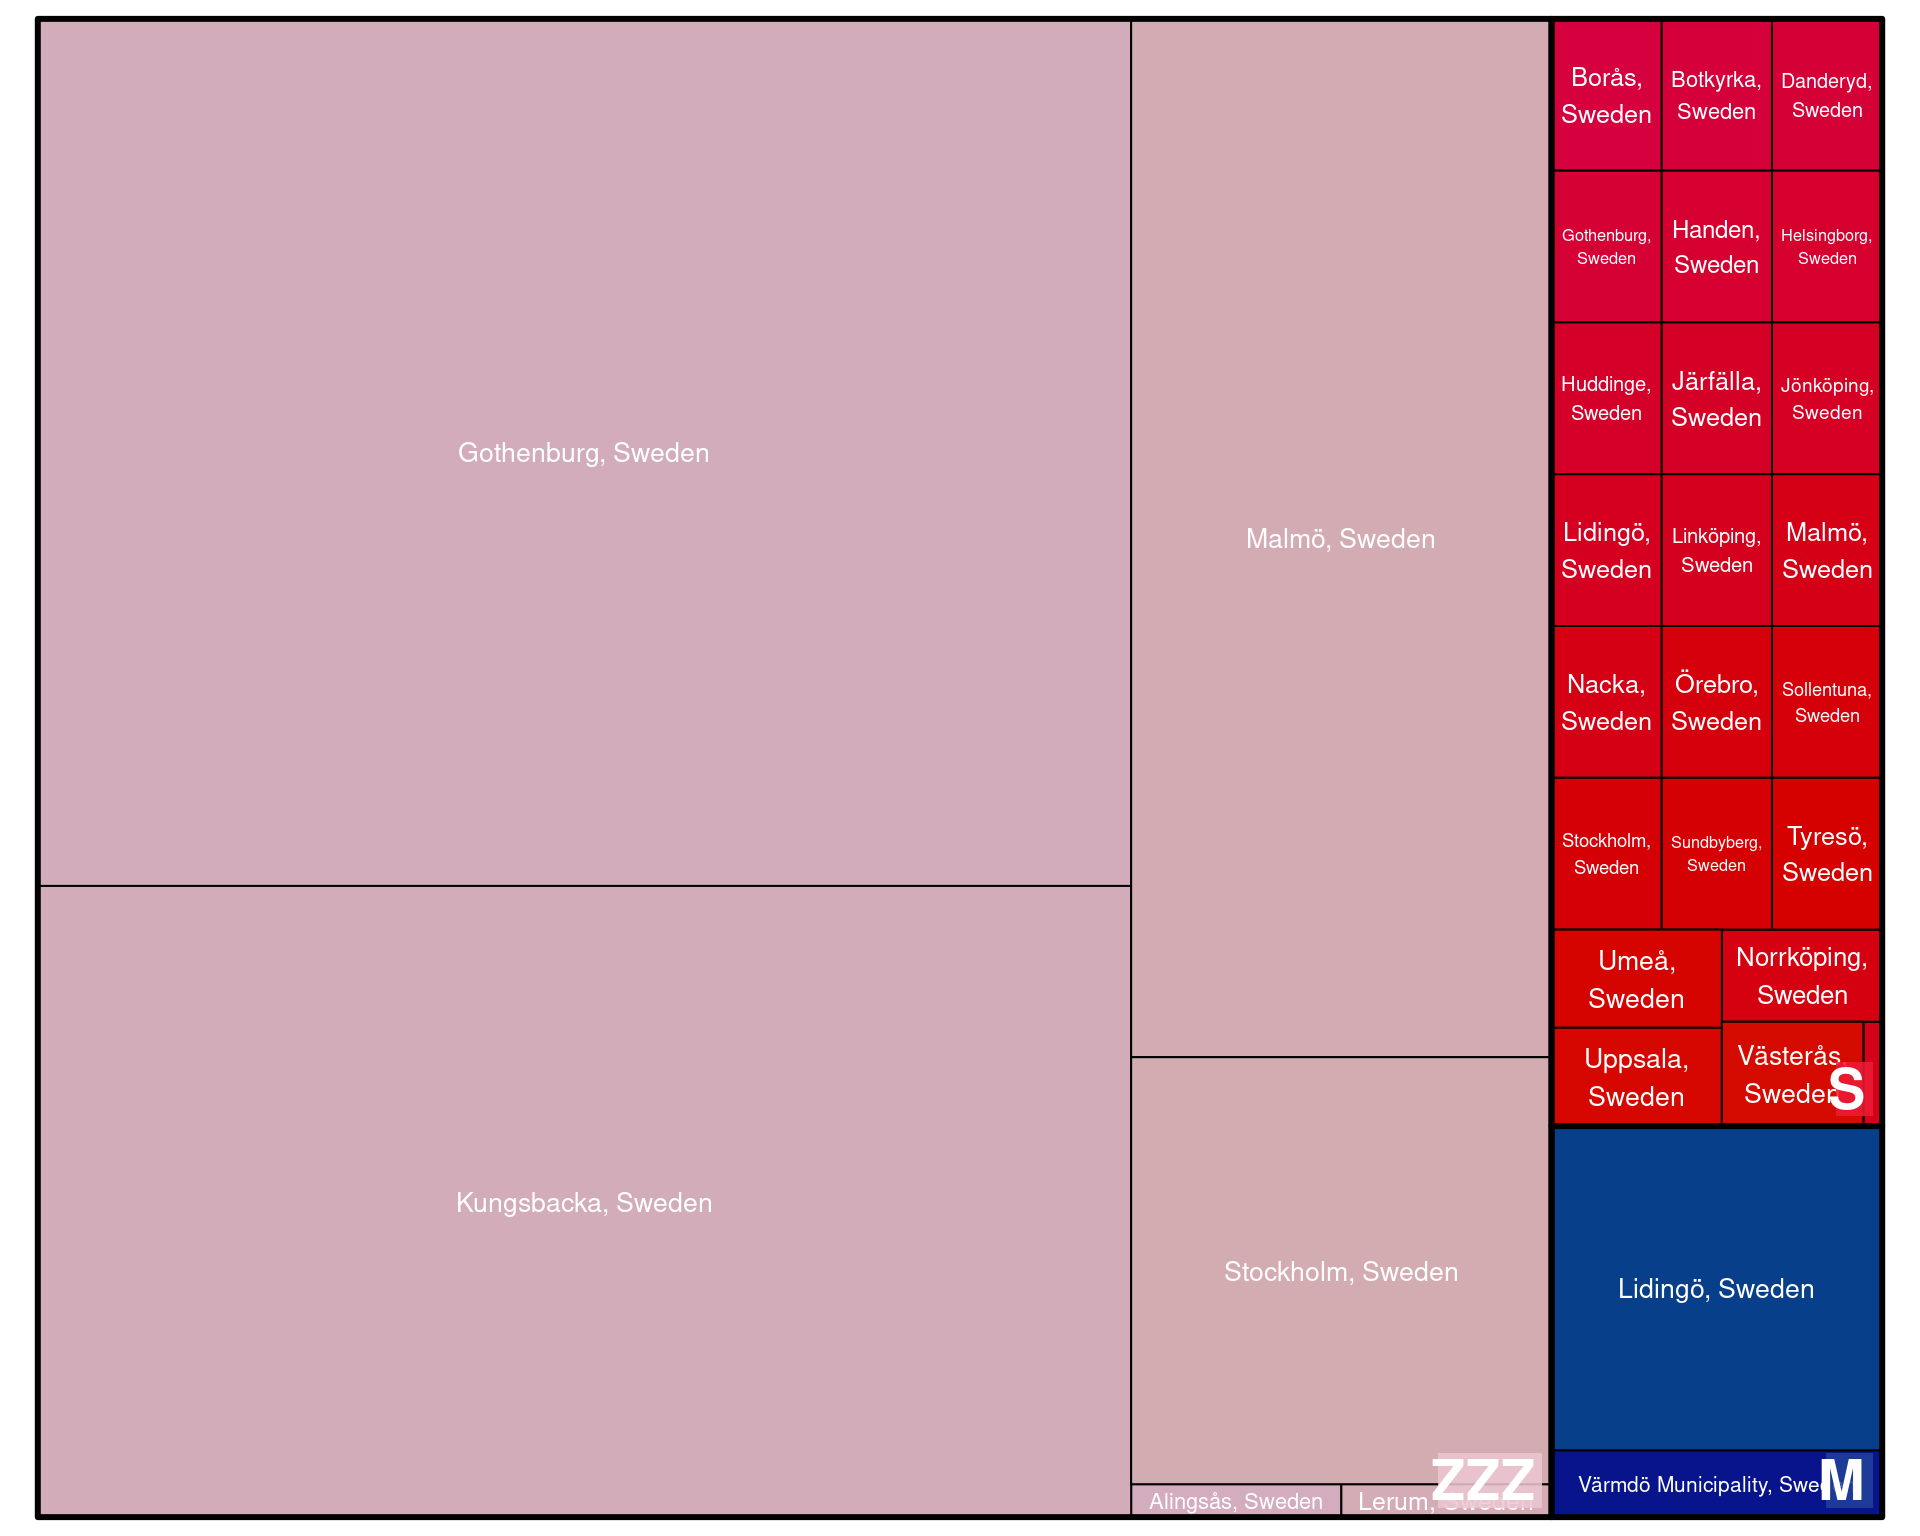 Gothenburg, Sweden
Kungsbacka, Sweden
Malmö, Sweden
Stockholm, Sweden
Alingsås, Sweden
Lerum, Sweden
ZZZ
Borås,
Sweden
Botkyrka,
Sweden
Danderyd,
Sweden
Gothenburg,
Sweden
Handen,
Sweden
Helsingborg,
Sweden
Huddinge,
Sweden
Järfälla,
Sweden
Jönköping,
Sweden
Lidingö,
Sweden
Linköping,
Sweden
Malmö,
Sweden
Nacka,
Sweden
Örebro,
Sweden
Sollentuna,
Sweden
Stockholm,
Sweden
Sundbyberg,
Sweden
Tyresö,
Sweden
Umeå,
Sweden
Norrköping,
Sweden
Uppsala,
Sweden
Västerås,
Sweden
S
Lidingö, Sweden
Värmdö Municipality, Sweden
M